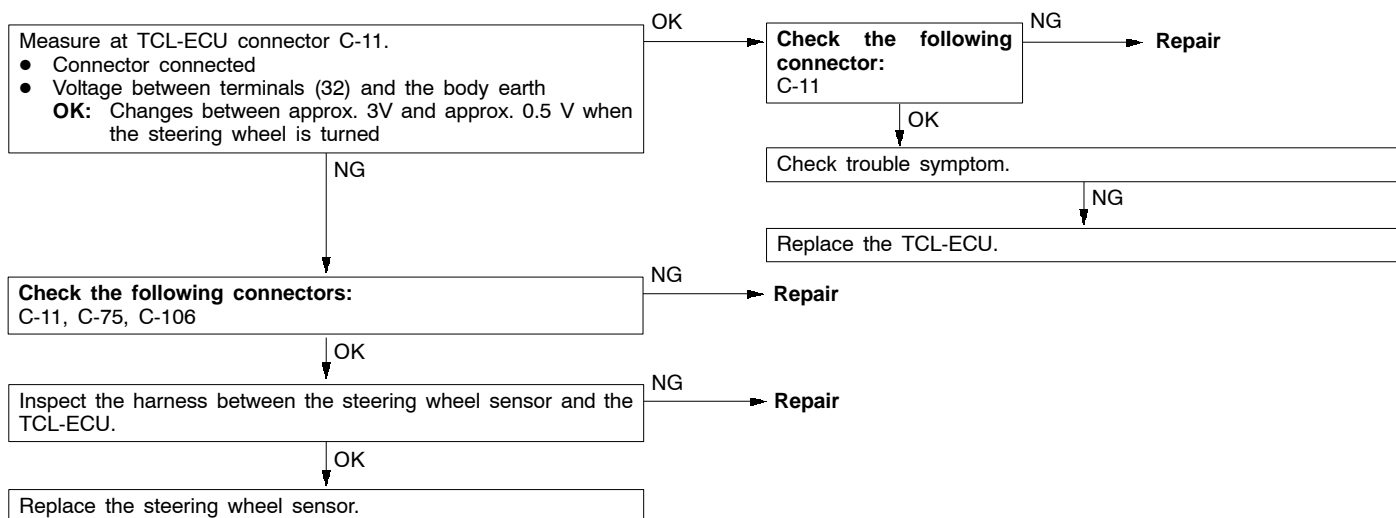 Measure at TCL-ECU connector C-11.
● Connector connected
● Voltage between terminals (32) and the body earth
OK: Changes between approx. 3V and approx. 0.5 V when
the steering wheel is turned
OK
Check the following
connector:
C-11
NG
Repair
OK
Check trouble symptom.
NG
Replace the TCL-ECU.
NG
Check the following connectors:
C-11, C-75, C-106
NG
Repair
OK
Inspect the harness between the steering wheel sensor and the
TCL-ECU.
NG
Repair
OK
Replace the steering wheel sensor.